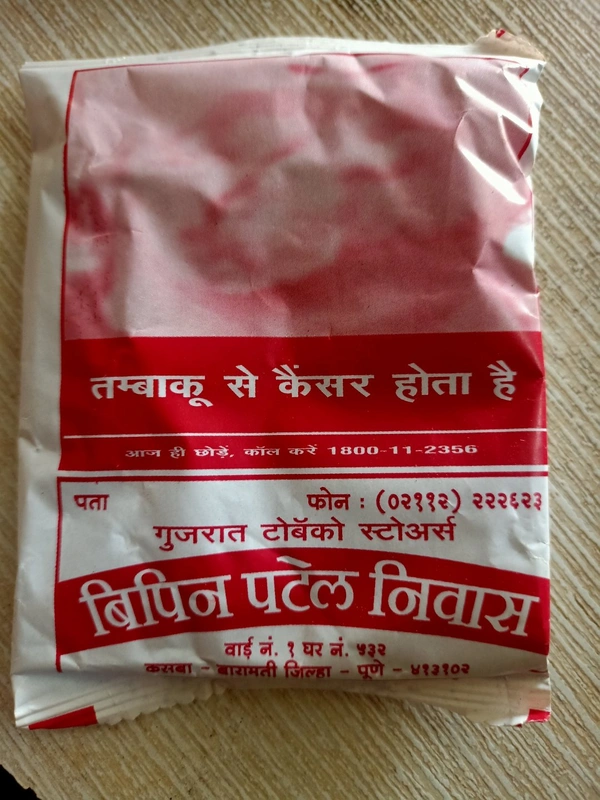 तम्बाकू से कैंसर होता है
आज ही छोड़ें, कॉल करें 1800-11-2356
पता फोन : (०२११२) २२२६२३
गुजरात टोबॅको स्टोअर्स
बिपिन पटेल निवास
वार्ड नं. १ घर नं. ५३२
कसबा - बारामती जिल्हा - पूणे - ४१३१०२